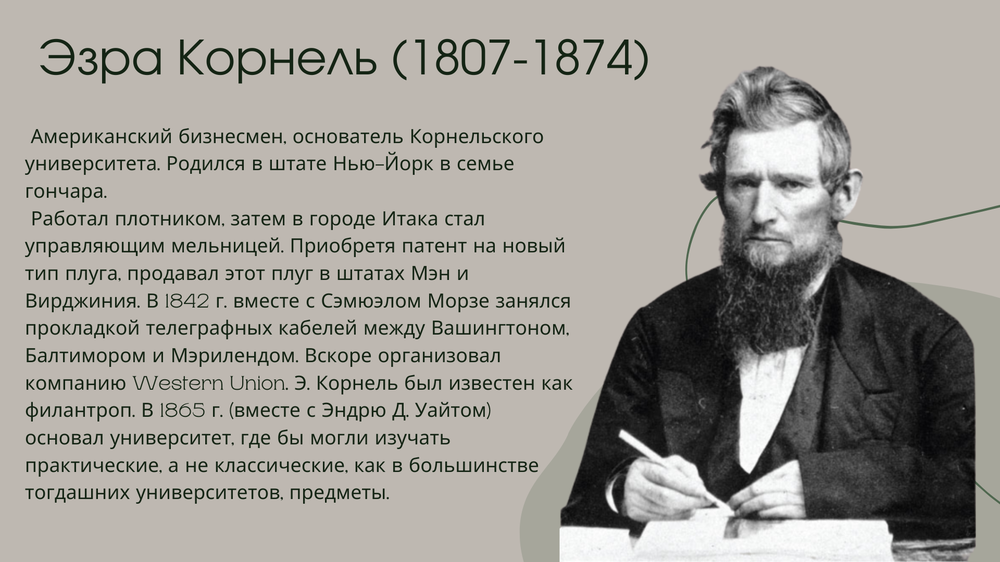 Эзра Корнель (1807-1874)
Американский бизнесмен, основатель Корнельского
университета. Родился в штате Нью–Йорк в семье
гончара.
Работал плотником, затем в городе Итака стал
управляющим мельницей. Приобретя патент на новый
тип плуга, продавал этот плуг в штатах Мэн и
Вирджиния. В 1842 г. вместе с Сэмюэлом Морзе занялся
прокладкой телеграфных кабелей между Вашингтоном,
Балтимором и Мэрилендом. Вскоре организовал
компанию Western Union. Э. Корнель был известен как
филантроп. В 1865 г. (вместе с Эндрю Д. Уайтом)
основал университет, где бы могли изучать
практические, а не классические, как в большинстве
тогдашних университетов, предметы.